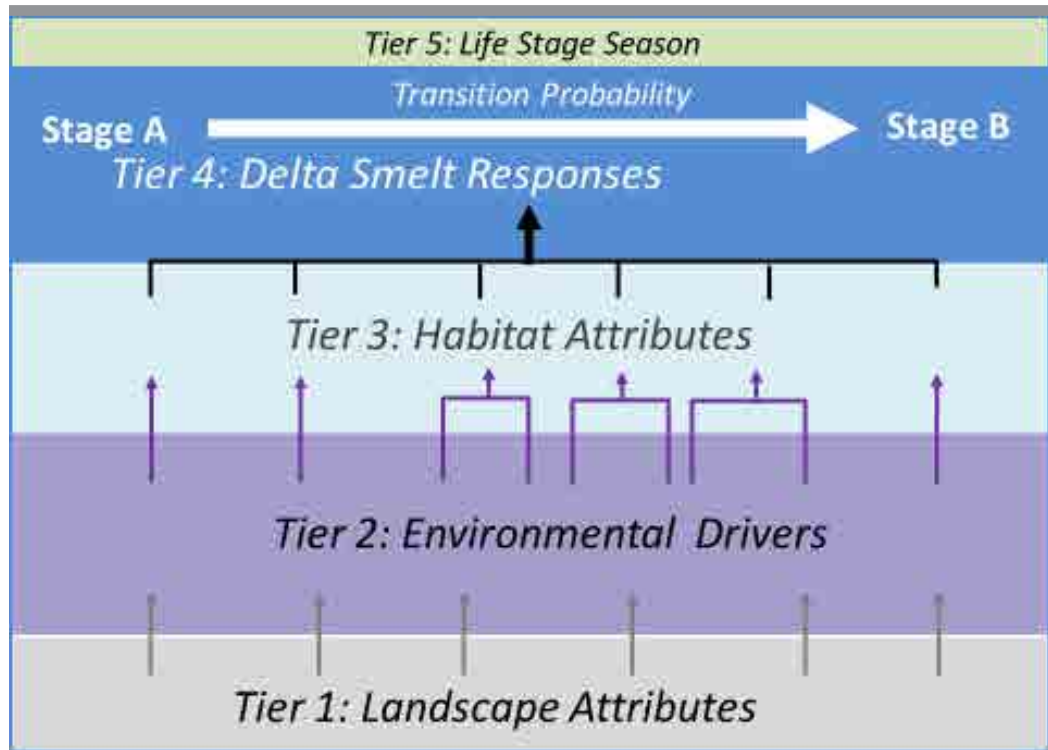 Tier 5: Life Stage Season
Transition Probability
Stage A
Stage B
Tier 4: Delta Smelt Responses
Tier 3: Habitat Attributes
Tier 2: Environmental Drivers
Tier 1: Landscape Attributes